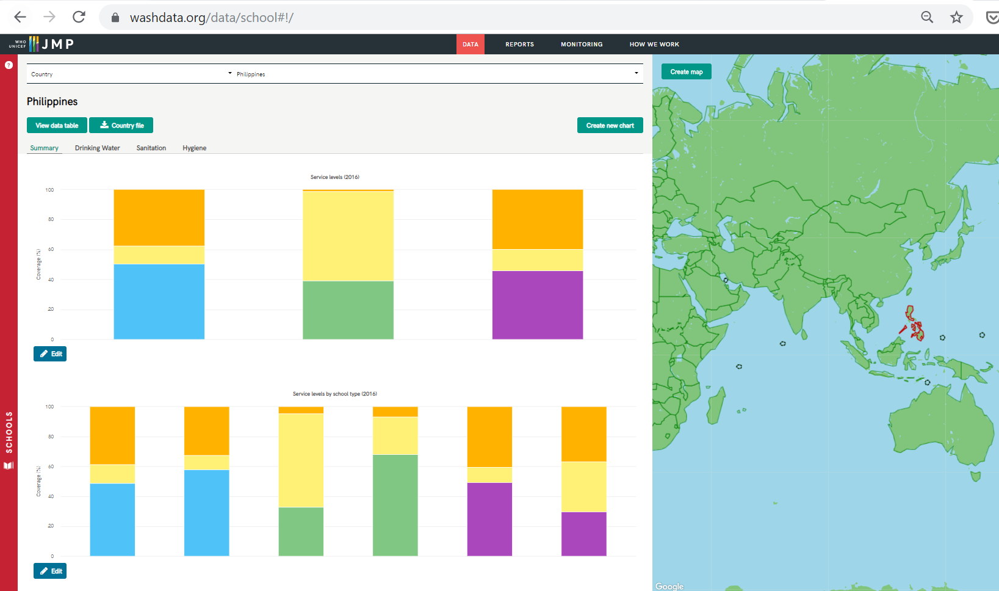 washdata.org/data/school#!/
WHO
UNICEF
JMP
DATA
REPORTS
MONITORING
HOW WE WORK
?
Country
Philippines
Create map
Philippines
View data table
Country file
Create new chart
Summary
Drinking Water
Sanitation
Hygiene
Service levels (2016)
100
80
60
40
20
0
Coverage (%)
Edit
Service levels by school type (2016)
100
80
60
40
20
0
Coverage (%)
Edit
SCHOOLS
Google